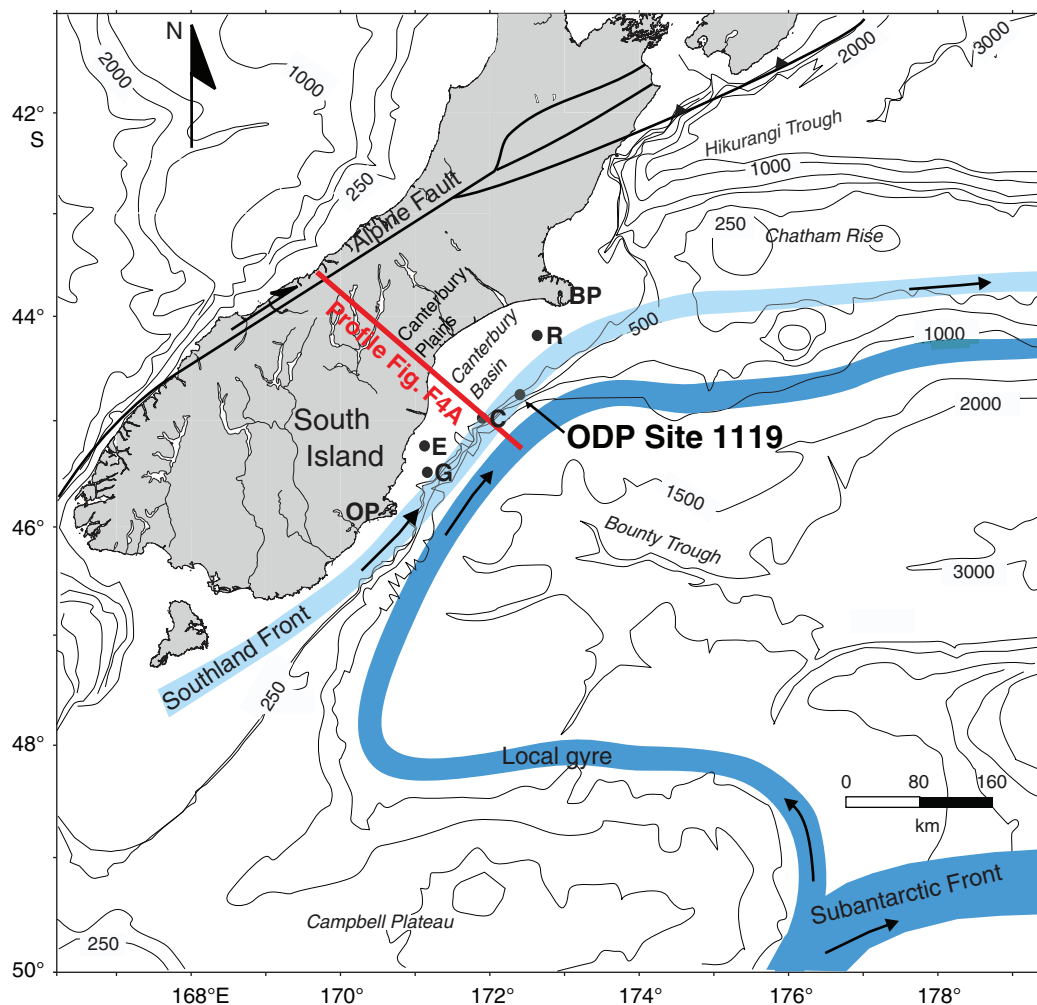 N
2000
1000
250
2000
3000
42°
S
Hikurangi Trough
1000
250
Chatham Rise
Alpine Fault
BP
44°
Canterbury
Plains
Profile Fig. F4A
Canterbury
Basin
500
R
1000
2000
C
ODP Site 1119
South
Island
E
G
OP
46°
1500
Bounty Trough
3000
Southland Front
250
48°
Local gyre
0 80 160
km
Subantarctic Front
Campbell Plateau
250
50°
168°E 170° 172° 174° 176° 178°